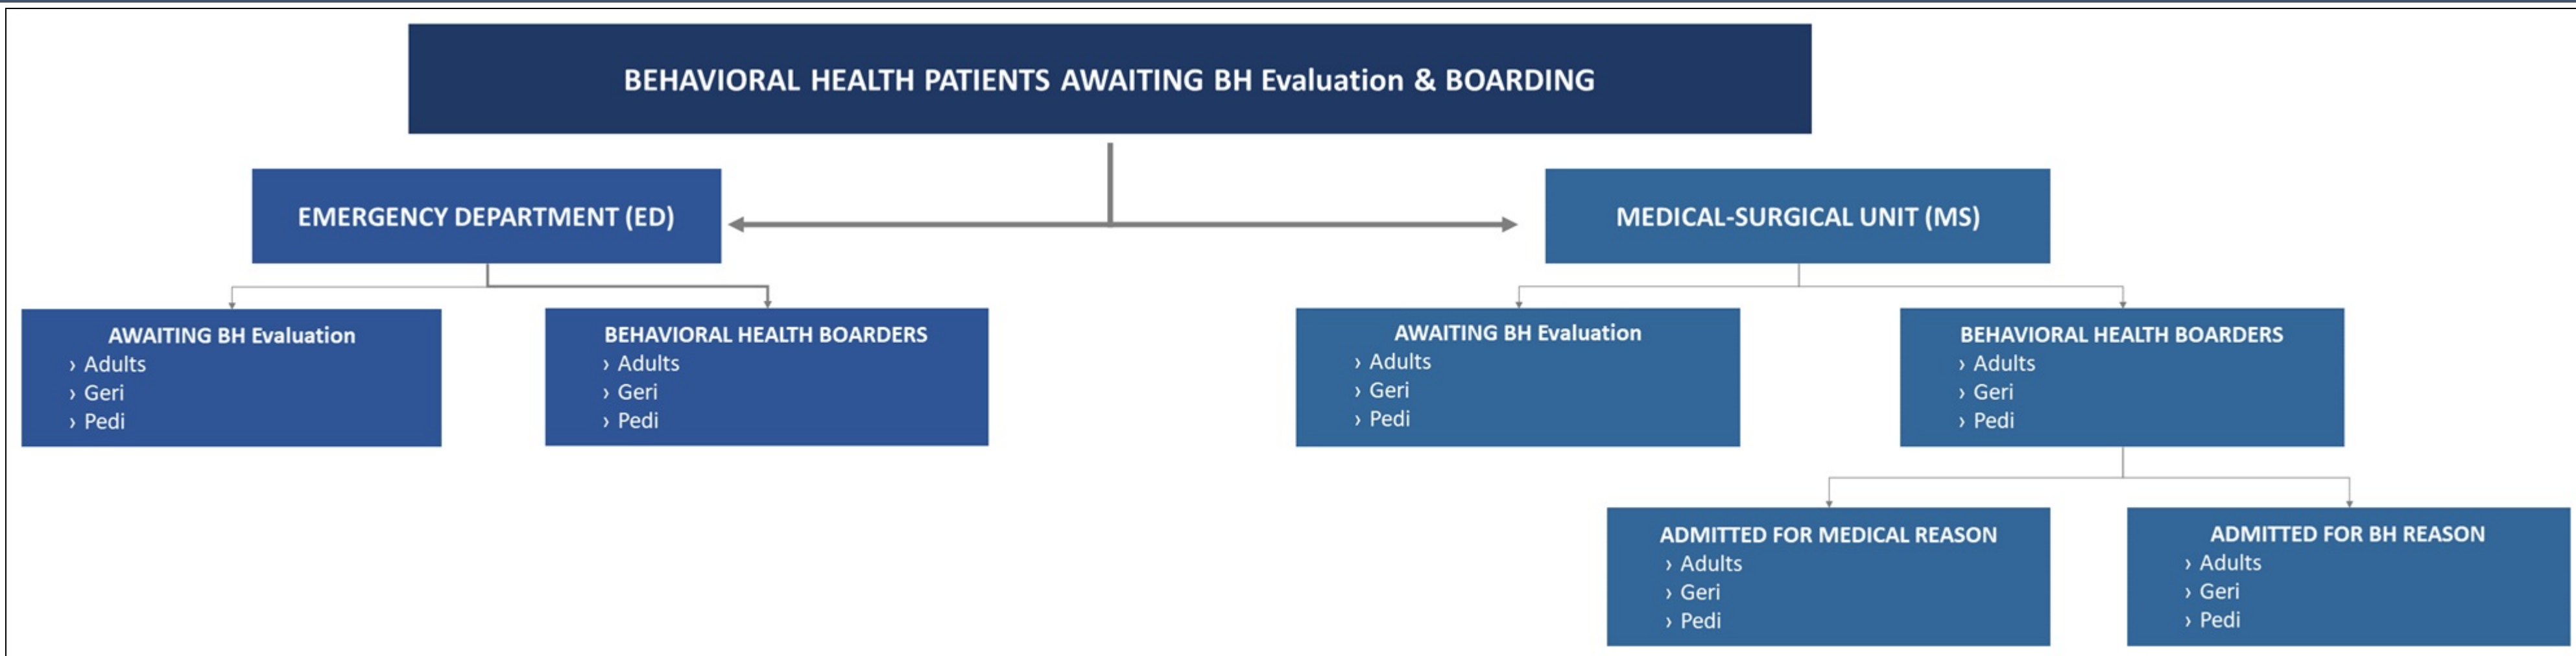 BEHAVIORAL HEALTH PATIENTS AWAITING BH Evaluation & BOARDING
EMERGENCY DEPARTMENT (ED)
MEDICAL-SURGICAL UNIT (MS)
AWAITING BH Evaluation
› Adults
› Geri
› Pedi
BEHAVIORAL HEALTH BOARDERS
› Adults
› Geri
› Pedi
AWAITING BH Evaluation
› Adults
› Geri
› Pedi
BEHAVIORAL HEALTH BOARDERS
› Adults
› Geri
› Pedi
ADMITTED FOR MEDICAL REASON
› Adults
› Geri
› Pedi
ADMITTED FOR BH REASON
› Adults
› Geri
› Pedi